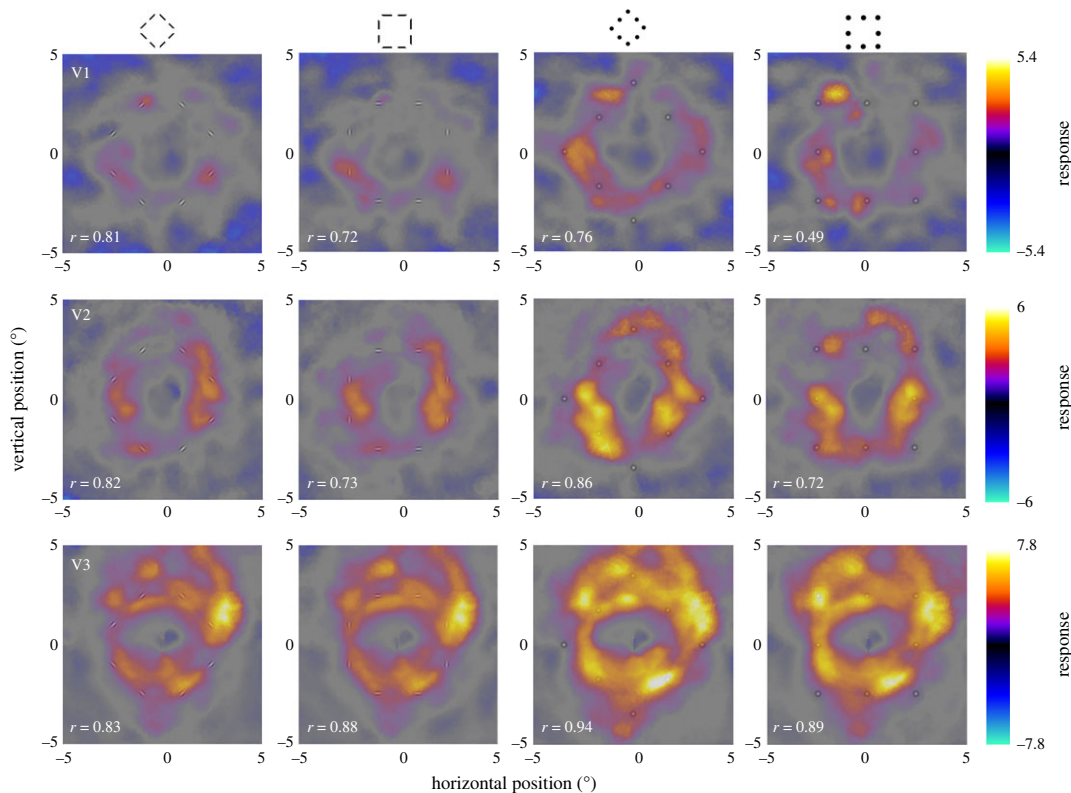 V1
5
0
–5
r = 0.81
–5 0 5
5
0
–5
r = 0.72
–5 0 5
5
0
–5
r = 0.76
–5 0 5
5
0
–5
r = 0.49
–5 0 5
5.4
response
–5.4
V2
5
0
–5
r = 0.82
–5 0 5
5
0
–5
r = 0.73
–5 0 5
5
0
–5
r = 0.86
–5 0 5
5
0
–5
r = 0.72
–5 0 5
6
response
–6
vertical position (°)
V3
5
0
–5
r = 0.83
–5 0 5
5
0
–5
r = 0.88
–5 0 5
5
0
–5
r = 0.94
–5 0 5
5
0
–5
r = 0.89
–5 0 5
7.8
response
–7.8
horizontal position (°)